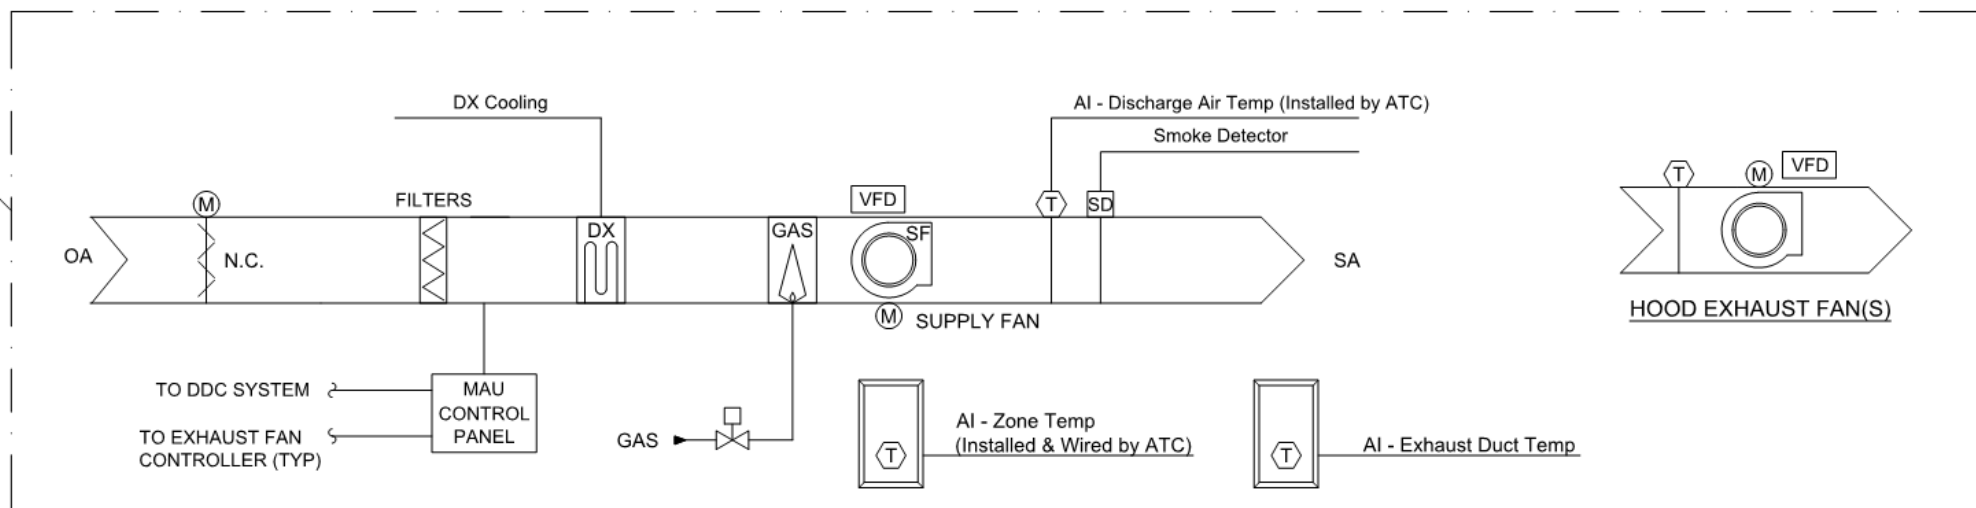 DX Cooling
AI - Discharge Air Temp (Installed by ATC)
Smoke Detector
M
FILTERS
VFD
T
SD
T
M
VFD
OA
N.C.
DX
GAS
SF
SA
M
SUPPLY FAN
HOOD EXHAUST FAN(S)
TO DDC SYSTEM
MAU
CONTROL
PANEL
TO EXHAUST FAN
CONTROLLER (TYP)
GAS
T
AI - Zone Temp
(Installed & Wired by ATC)
T
AI - Exhaust Duct Temp